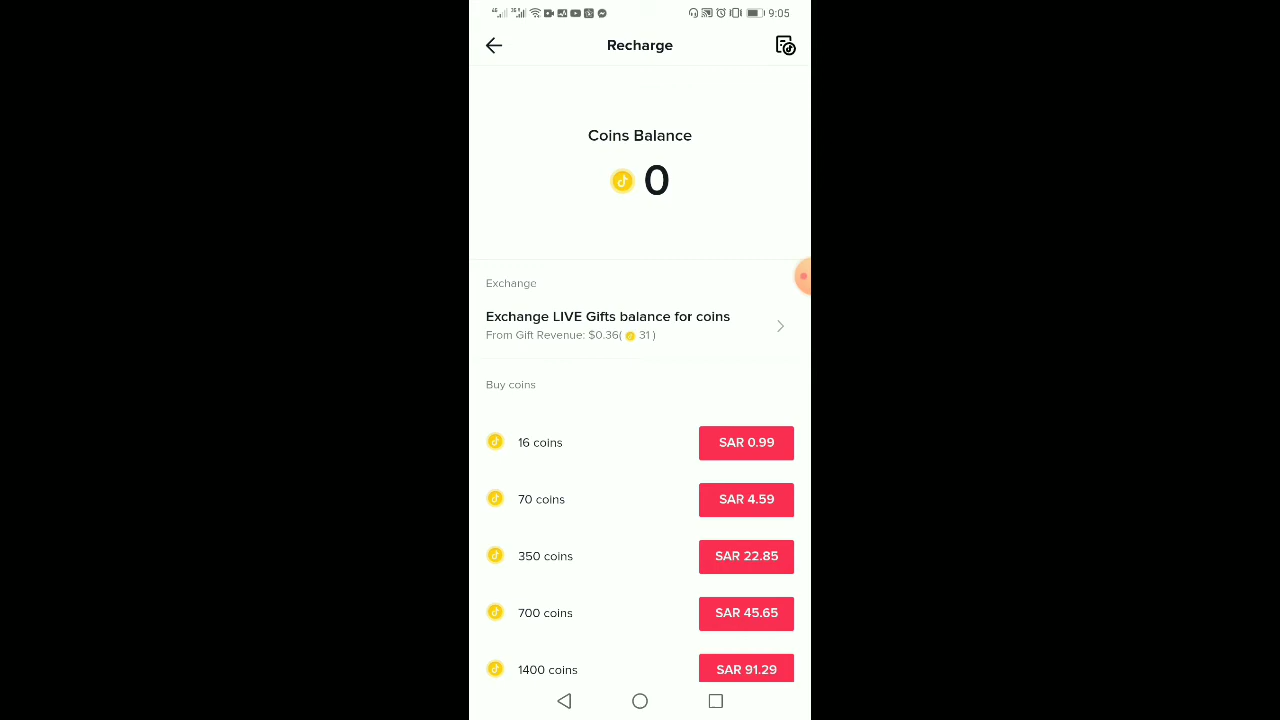 9:05
Recharge
Coins Balance
0
Exchange
Exchange LIVE Gifts balance for coins
From Gift Revenue: $0.36( 31 )
Buy coins
16 coins SAR 0.99
70 coins SAR 4.59
350 coins SAR 22.85
700 coins SAR 45.65
1400 coins SAR 91.29